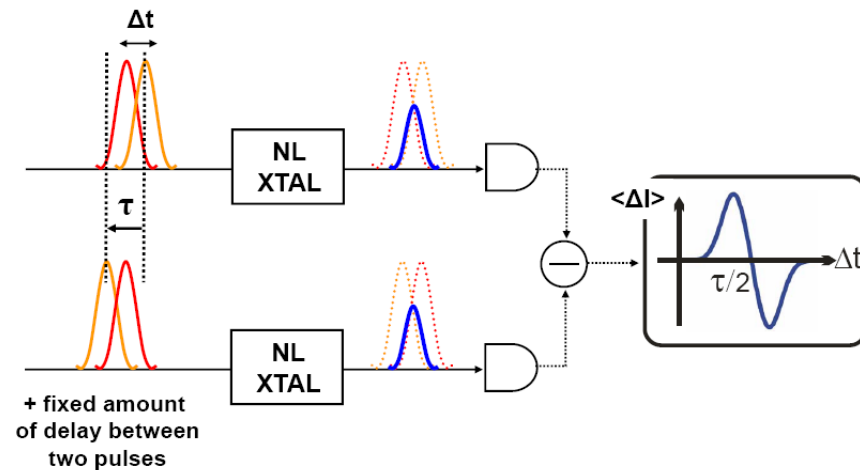 Δt
NL
XTAL
<ΔI>
Δt
τ/2
τ
NL
XTAL
+ fixed amount
of delay between
two pulses